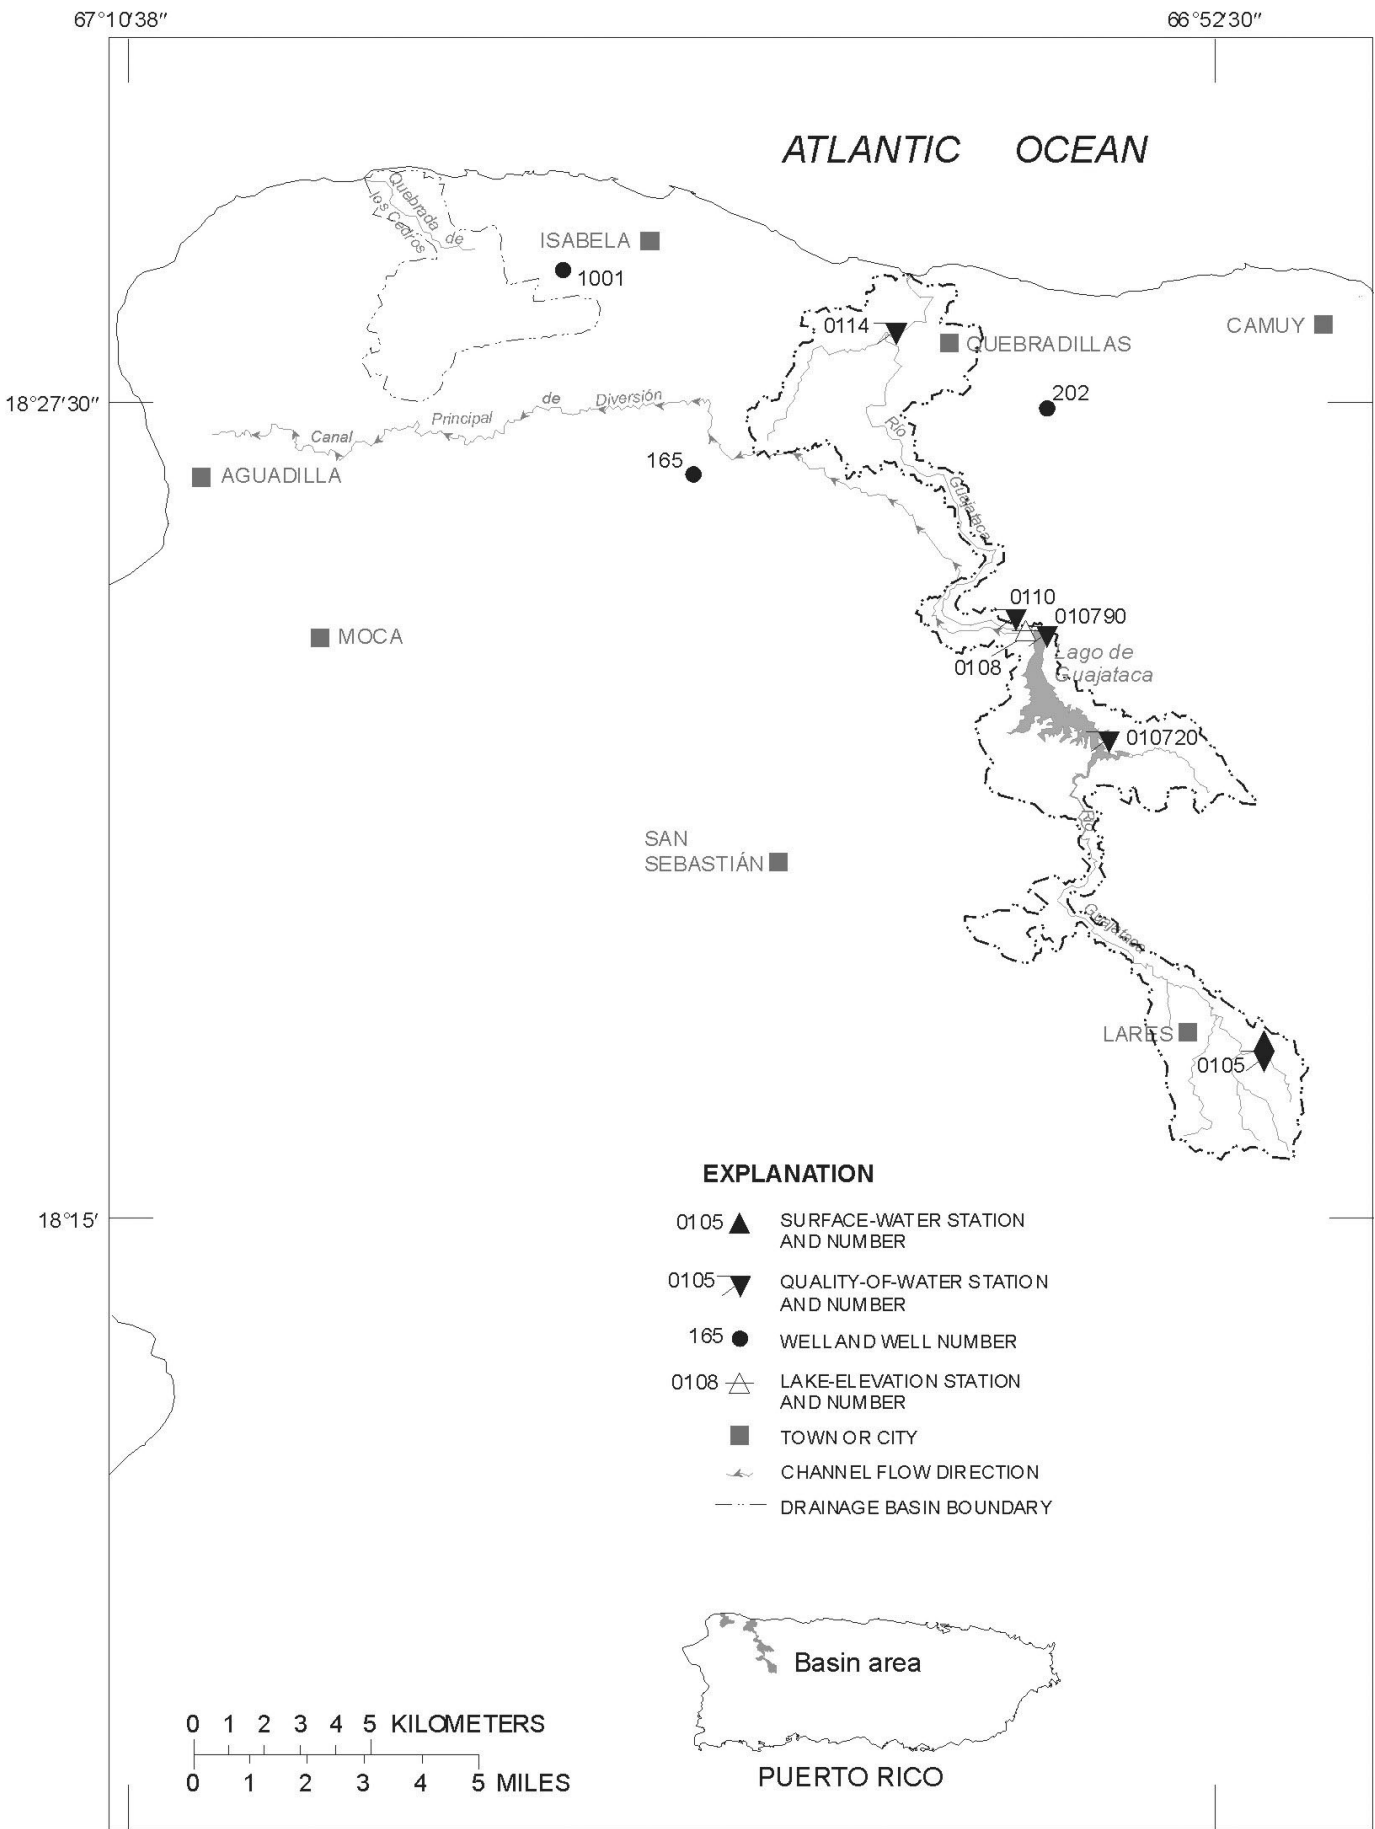 67°10'38" 66°52'30"
ATLANTIC OCEAN
Quebrada de
los Cedros
ISABELA
1001
0114
QUEBRADILLAS
CAMUY
18°27'30"
202
Canal Principal de Diversión
Río
165
AGUADILLA
Guajataca
0110
010790
MOCA
0108
Lago de
Guajataca
010720
Río
SAN
SEBASTIÁN
Guajataca
LARES
0105
EXPLANATION
18°15'
0105 SURFACE-WATER STATION
AND NUMBER
0105 QUALITY-OF-WATER STATION
AND NUMBER
165 WELL AND WELL NUMBER
0108 LAKE-ELEVATION STATION
AND NUMBER
TOWN OR CITY
CHANNEL FLOW DIRECTION
DRAINAGE BASIN BOUNDARY
Basin area
0 1 2 3 4 5 KILOMETERS
0 1 2 3 4 5 MILES
PUERTO RICO